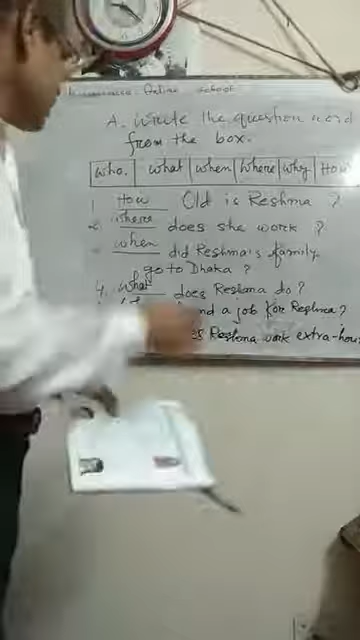 Online school
A. Write the question word
from the box.
who. what when where why How
1. How Old is Reshma ?
where does she work ?
when did Reshma's family
go to Dhaka ?
4. what does Reshma do ?
a job for Reshma ?
Reshma work extra-hour